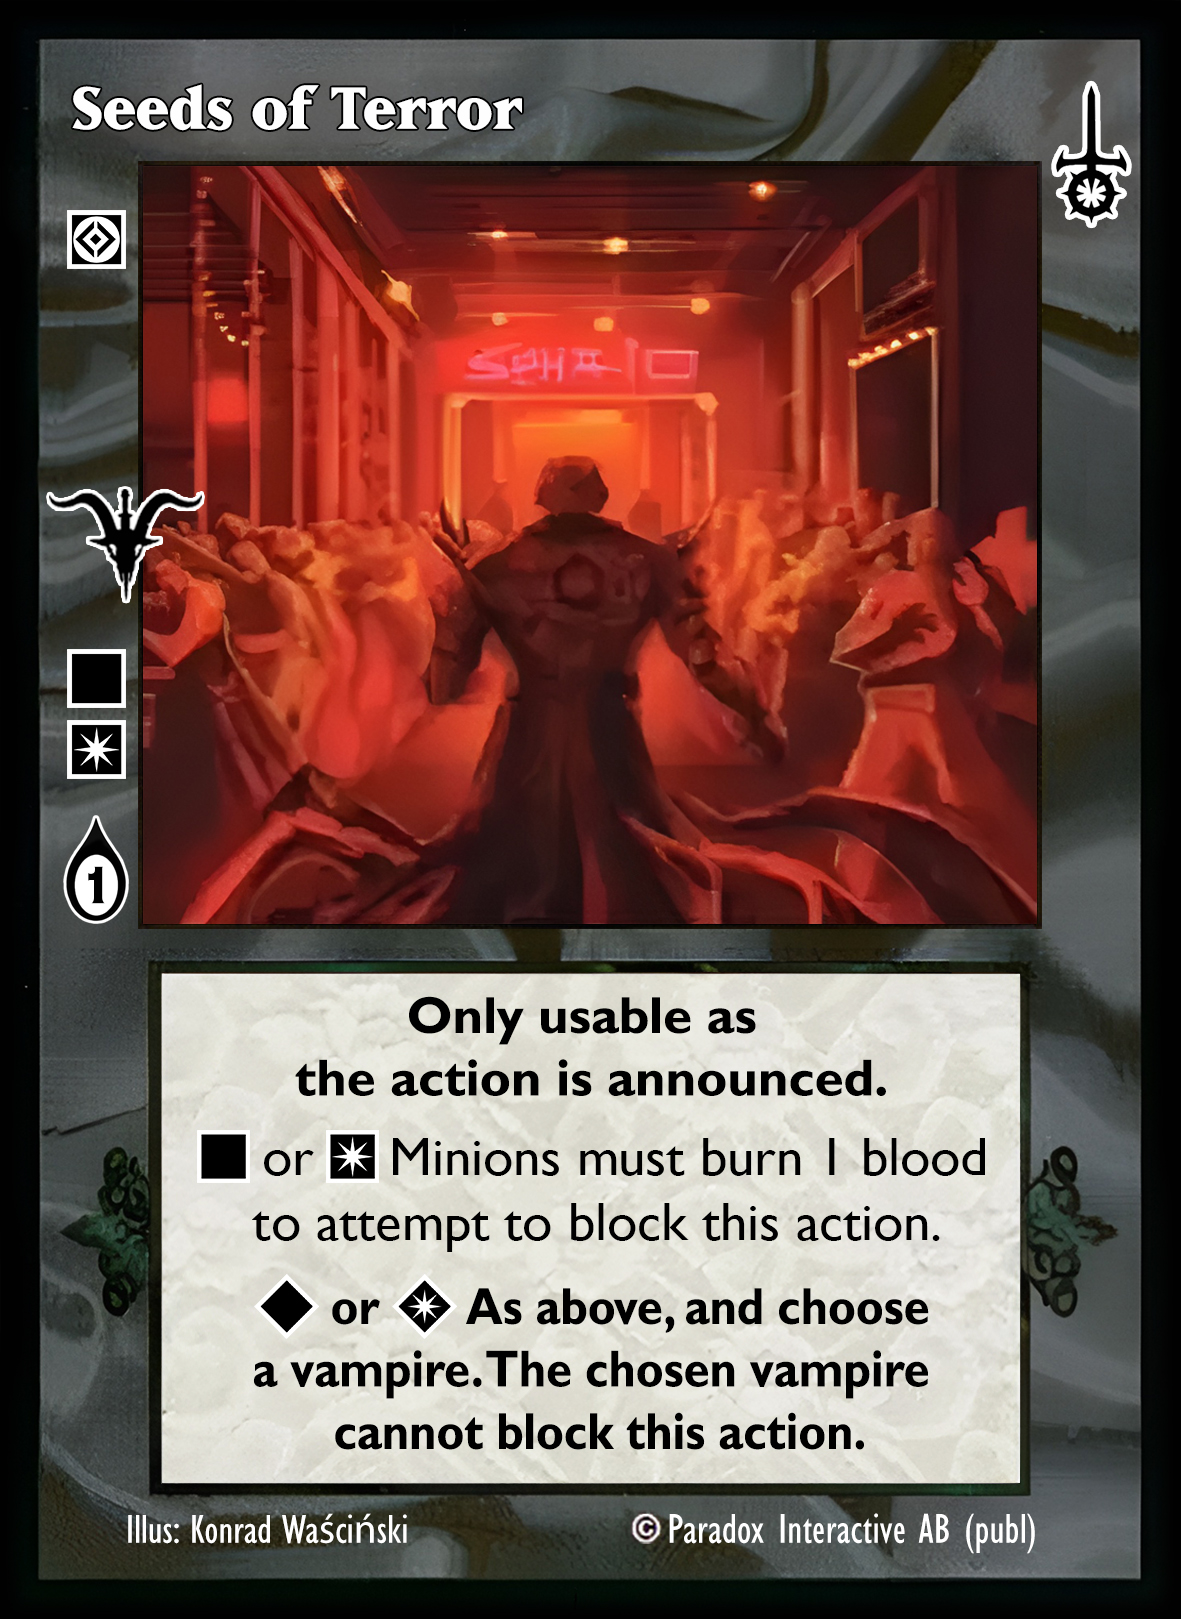 Seeds of Terror
1
Only usable as
the action is announced.
or Minions must burn 1 blood
to attempt to block this action.
or As above, and choose
a vampire. The chosen vampire
cannot block this action.
Illus: Konrad Waściński
© Paradox Interactive AB (publ)